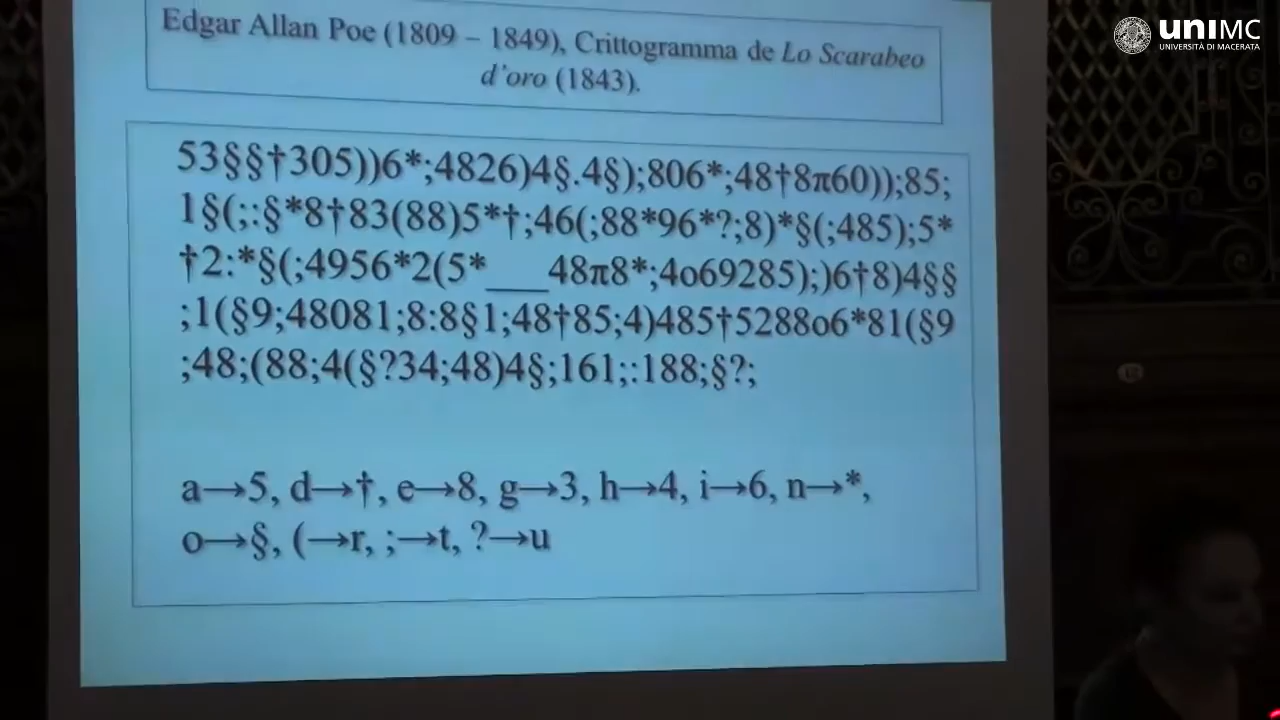 uniMC
UNIVERSITÀ DI MACERATA
Edgar Allan Poe (1809 – 1849), Crittogramma de Lo Scarabeo
d’oro (1843).
53§§†305))6*;4826)4§.4§);806*;48†8π60));85;
1§(;:§*8†83(88)5*†;46(;88*96*?;8)*§(;485);5*
†2:*§(;4956*2(5*___48π8*;4o69285);)6†8)4§§
;1(§9;48081;8:8§1;48†85;4)485†5288o6*81(§9
;48;(88;4(§?34;48)4§;161;:188;§?;
a→5, d→†, e→8, g→3, h→4, i→6, n→*,
o→§, (→r, ;→t, ?→u